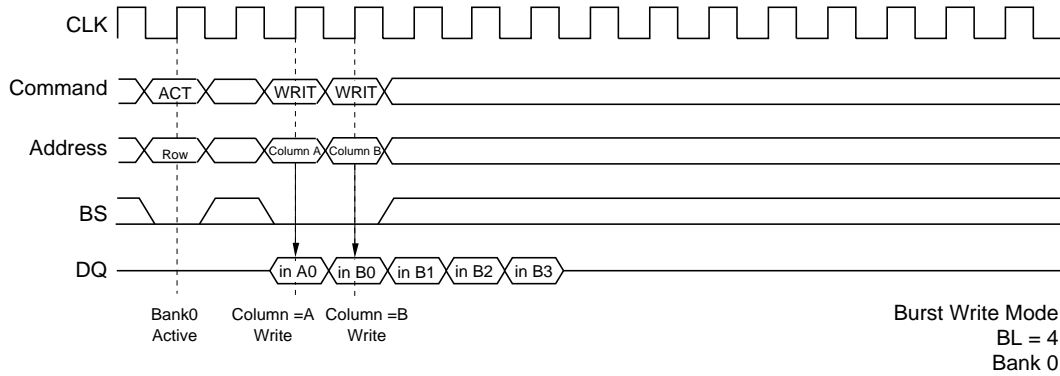 CLK
Command ACT WRIT WRIT
Address Row Column A Column B
BS
DQ in A0 in B0 in B1 in B2 in B3
Bank0 Column =A Column =B
Active Write Write
Burst Write Mode
BL = 4
Bank 0